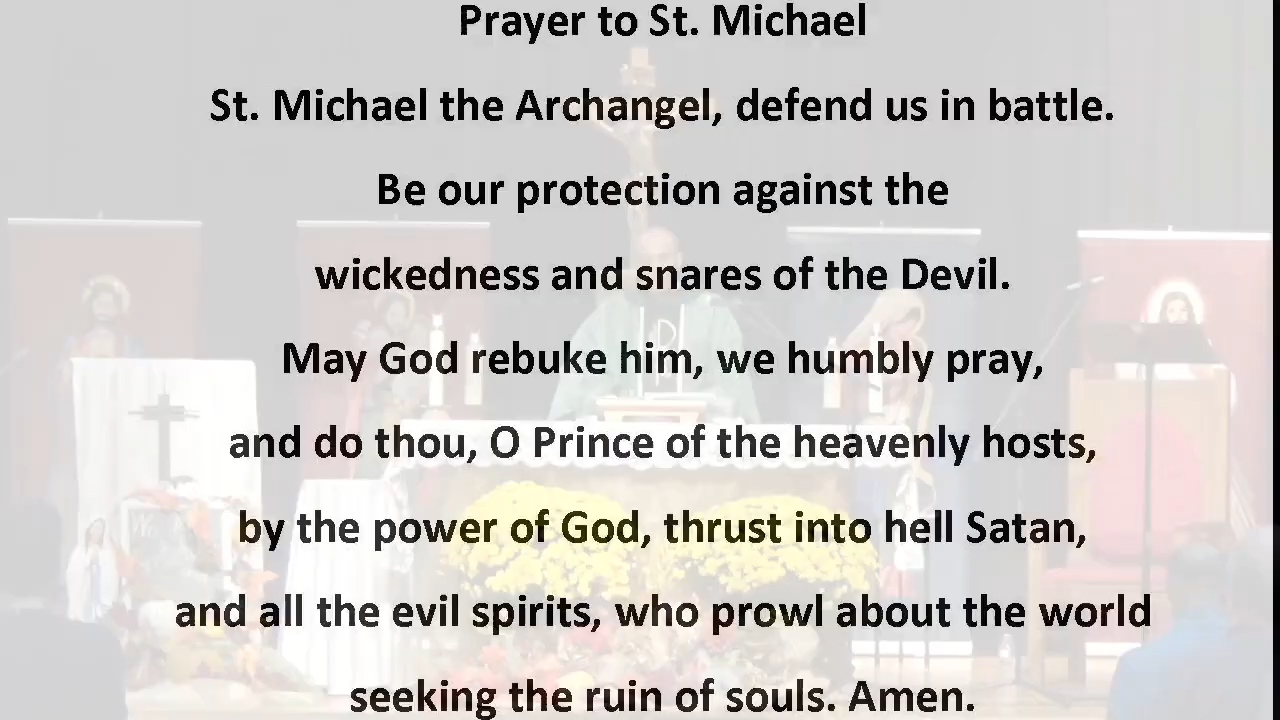 Prayer to St. Michael
St. Michael the Archangel, defend us in battle.
Be our protection against the
wickedness and snares of the Devil.
May God rebuke him, we humbly pray,
and do thou, O Prince of the heavenly hosts,
by the power of God, thrust into hell Satan,
and all the evil spirits, who prowl about the world
seeking the ruin of souls. Amen.